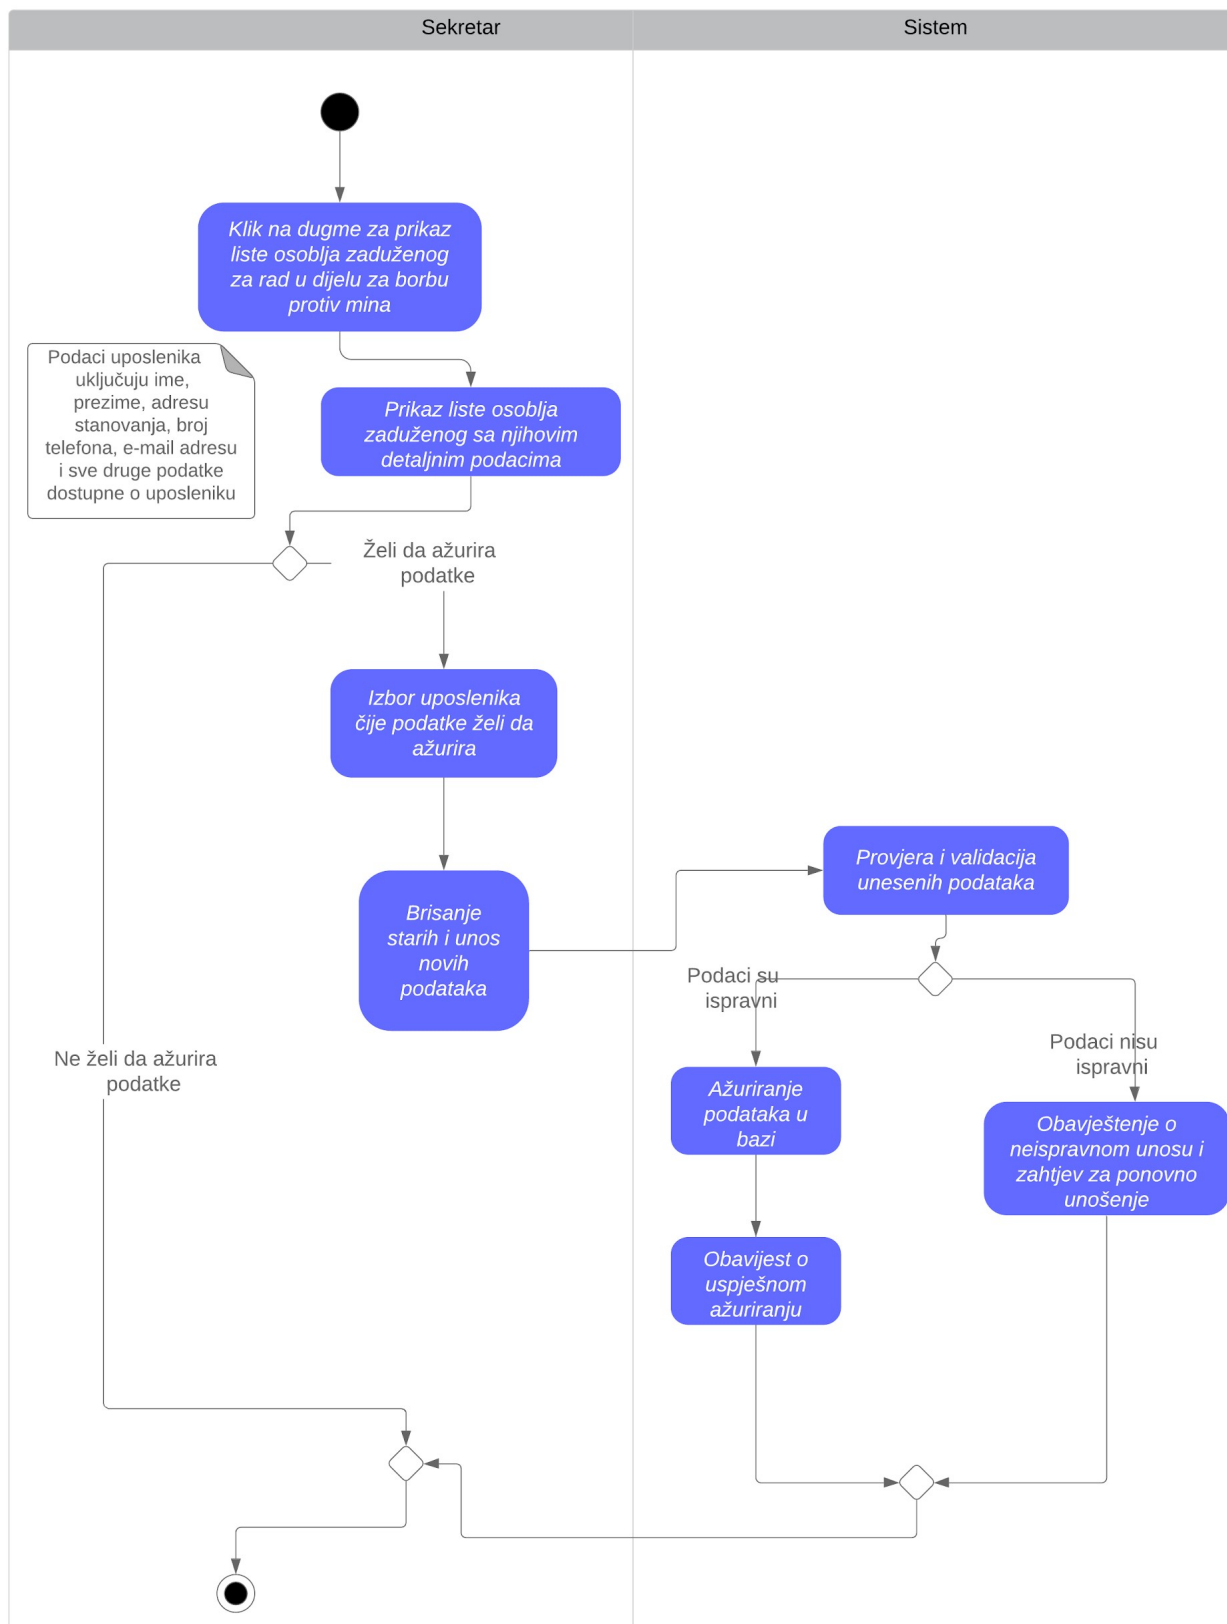 Sekretar
Sistem
Klik na dugme za prikaz
liste osoblja zaduženog
za rad u dijelu za borbu
protiv mina
Podaci uposlenika
uključuju ime,
prezime, adresu
stanovanja, broj
telefona, e-mail adresu
i sve druge podatke
dostupne o uposleniku
Prikaz liste osoblja
zaduženog sa njihovim
detaljnim podacima
Želi da ažurira
podatke
Izbor uposlenika
čije podatke želi da
ažurira
Brisanje
starih i unos
novih
podataka
Provjera i validacija
unesenih podataka
Podaci su
ispravni
Podaci nisu
ispravni
Ne želi da ažurira
podatke
Ažuriranje
podataka u
bazi
Obavještenje o
neispravnom unosu i
zahtjev za ponovno
unošenje
Obavijest o
uspješnom
ažuriranju